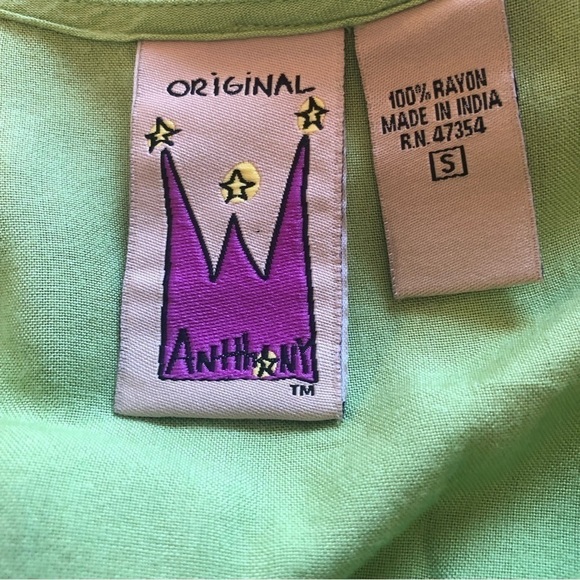 ORIGINAL
ANTHONY
TM
100% RAYON
MADE IN INDIA
R.N. 47354
S